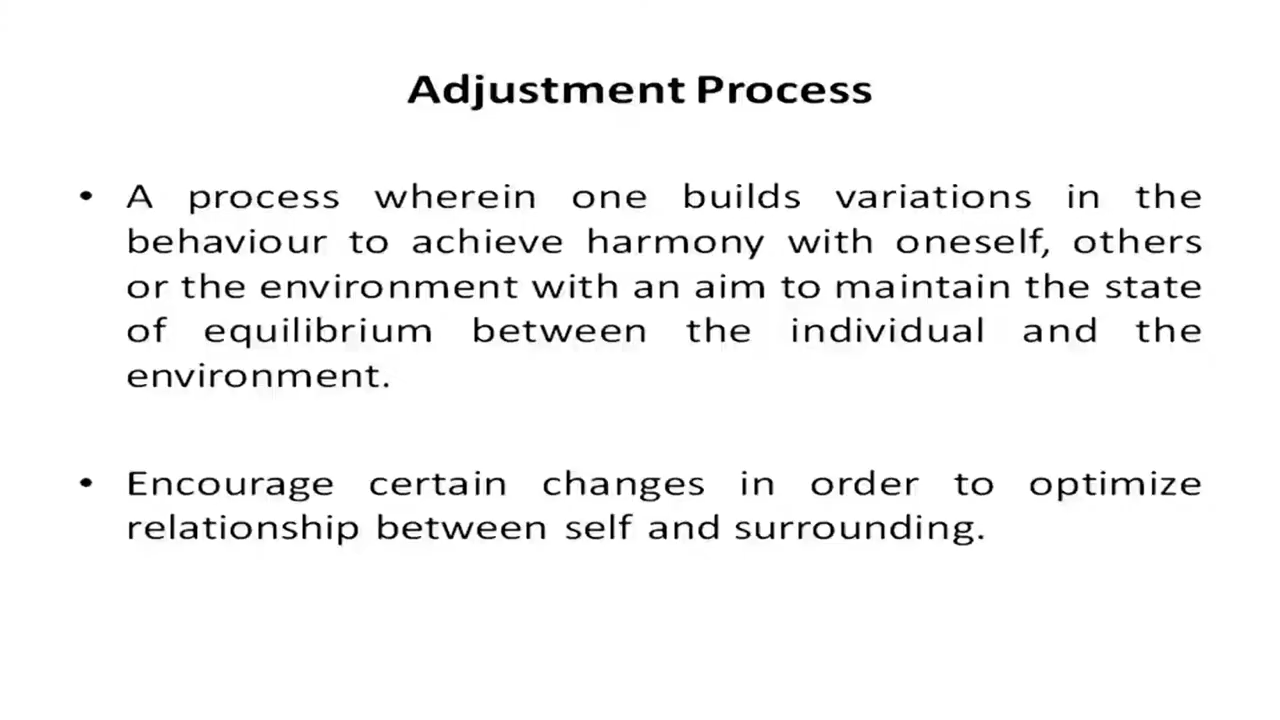 Adjustment Process
• A process wherein one builds variations in the
behaviour to achieve harmony with oneself, others
or the environment with an aim to maintain the state
of equilibrium between the individual and the
environment.
• Encourage certain changes in order to optimize
relationship between self and surrounding.